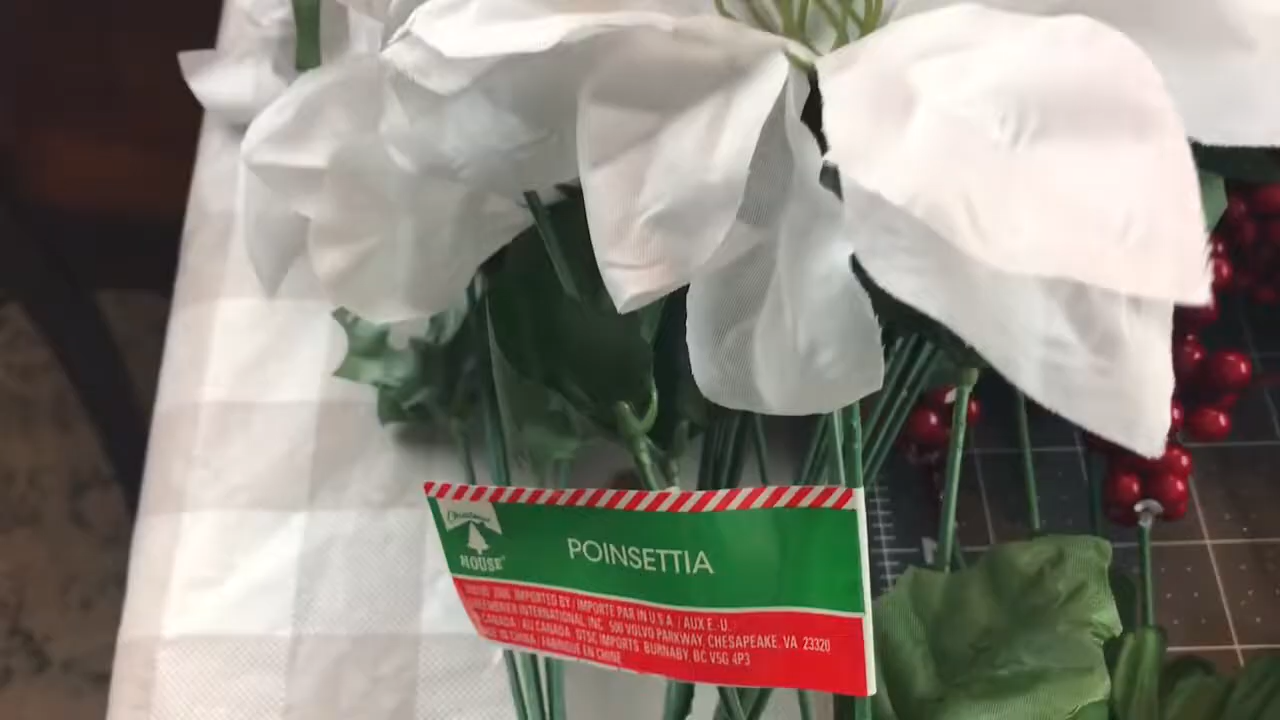 Christmas
HOUSE®
POINSETTIA
IMPORTED BY / IMPORTE PAR IN U.S.A. / AUX E.-U.
GREENBRIER INTERNATIONAL, INC. 500 VOLVO PARKWAY, CHESAPEAKE, VA 23320
CANADA / AU CANADA DTSC IMPORTS BURNABY, BC V5G 4P3
IN CHINA / FABRIQUE EN CHINE